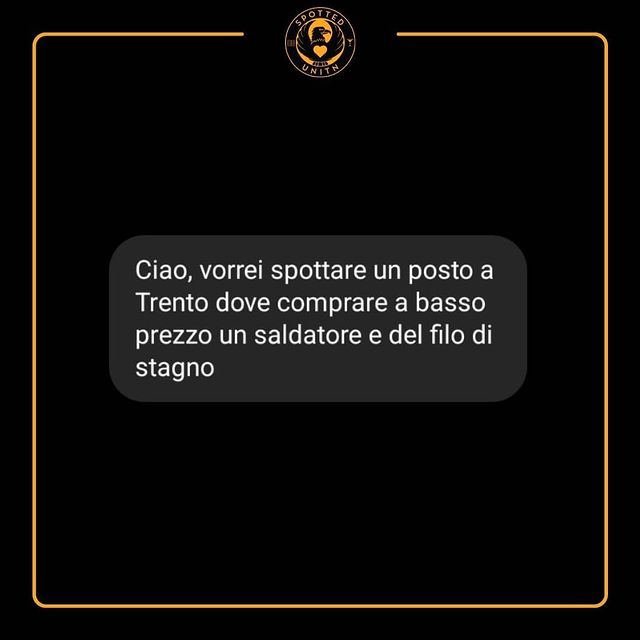 SPOTTED
UNITN
Ciao, vorrei spottare un posto a
Trento dove comprare a basso
prezzo un saldatore e del filo di
stagno